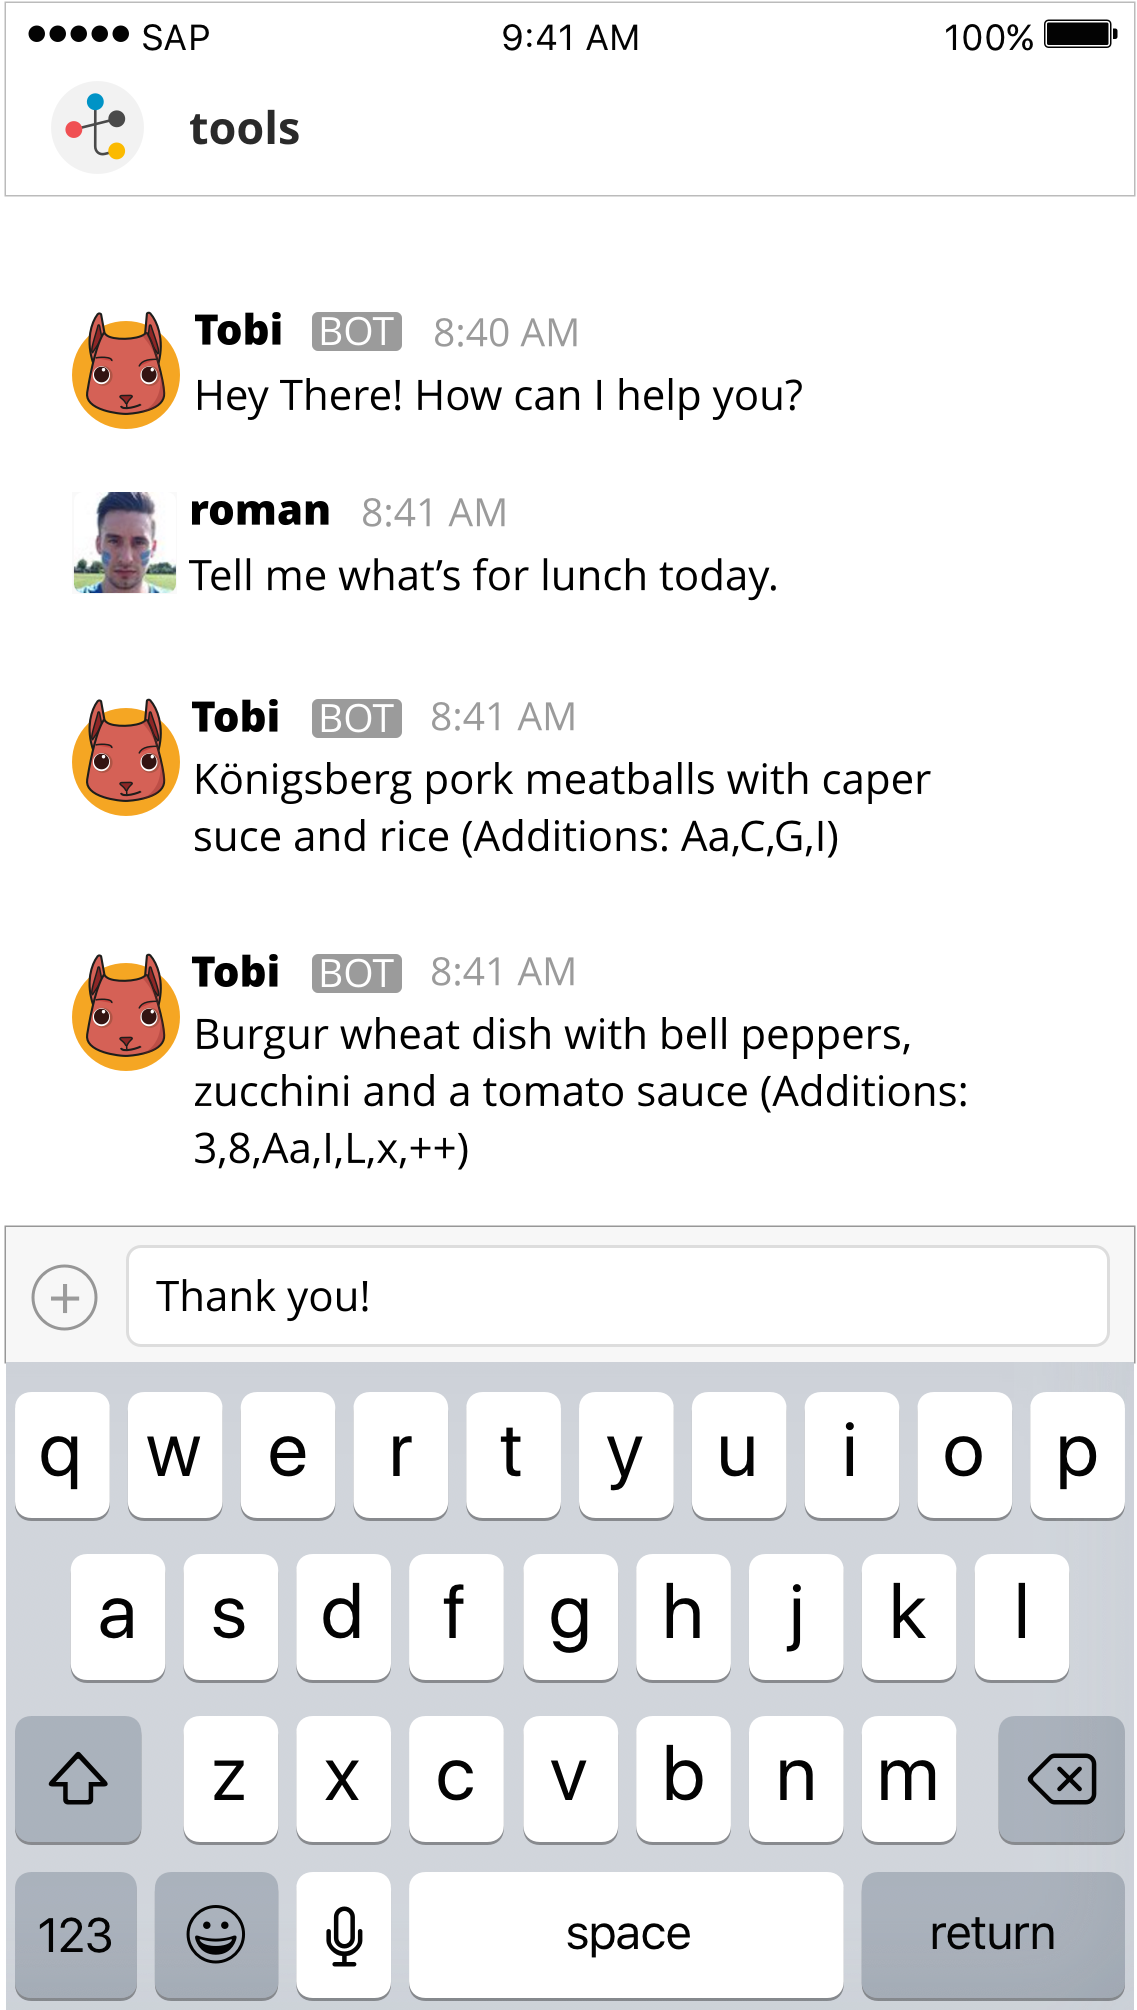 SAP 9:41 AM 100%
tools
Tobi BOT 8:40 AM
Hey There! How can I help you?
roman 8:41 AM
Tell me what’s for lunch today.
Tobi BOT 8:41 AM
Königsberg pork meatballs with caper
suce and rice (Additions: Aa,C,G,I)
Tobi BOT 8:41 AM
Burgur wheat dish with bell peppers,
zucchini and a tomato sauce (Additions:
3,8,Aa,I,L,x,++)
Thank you!
q w e r t y u i o p
a s d f g h j k l
z x c v b n m
123 space return